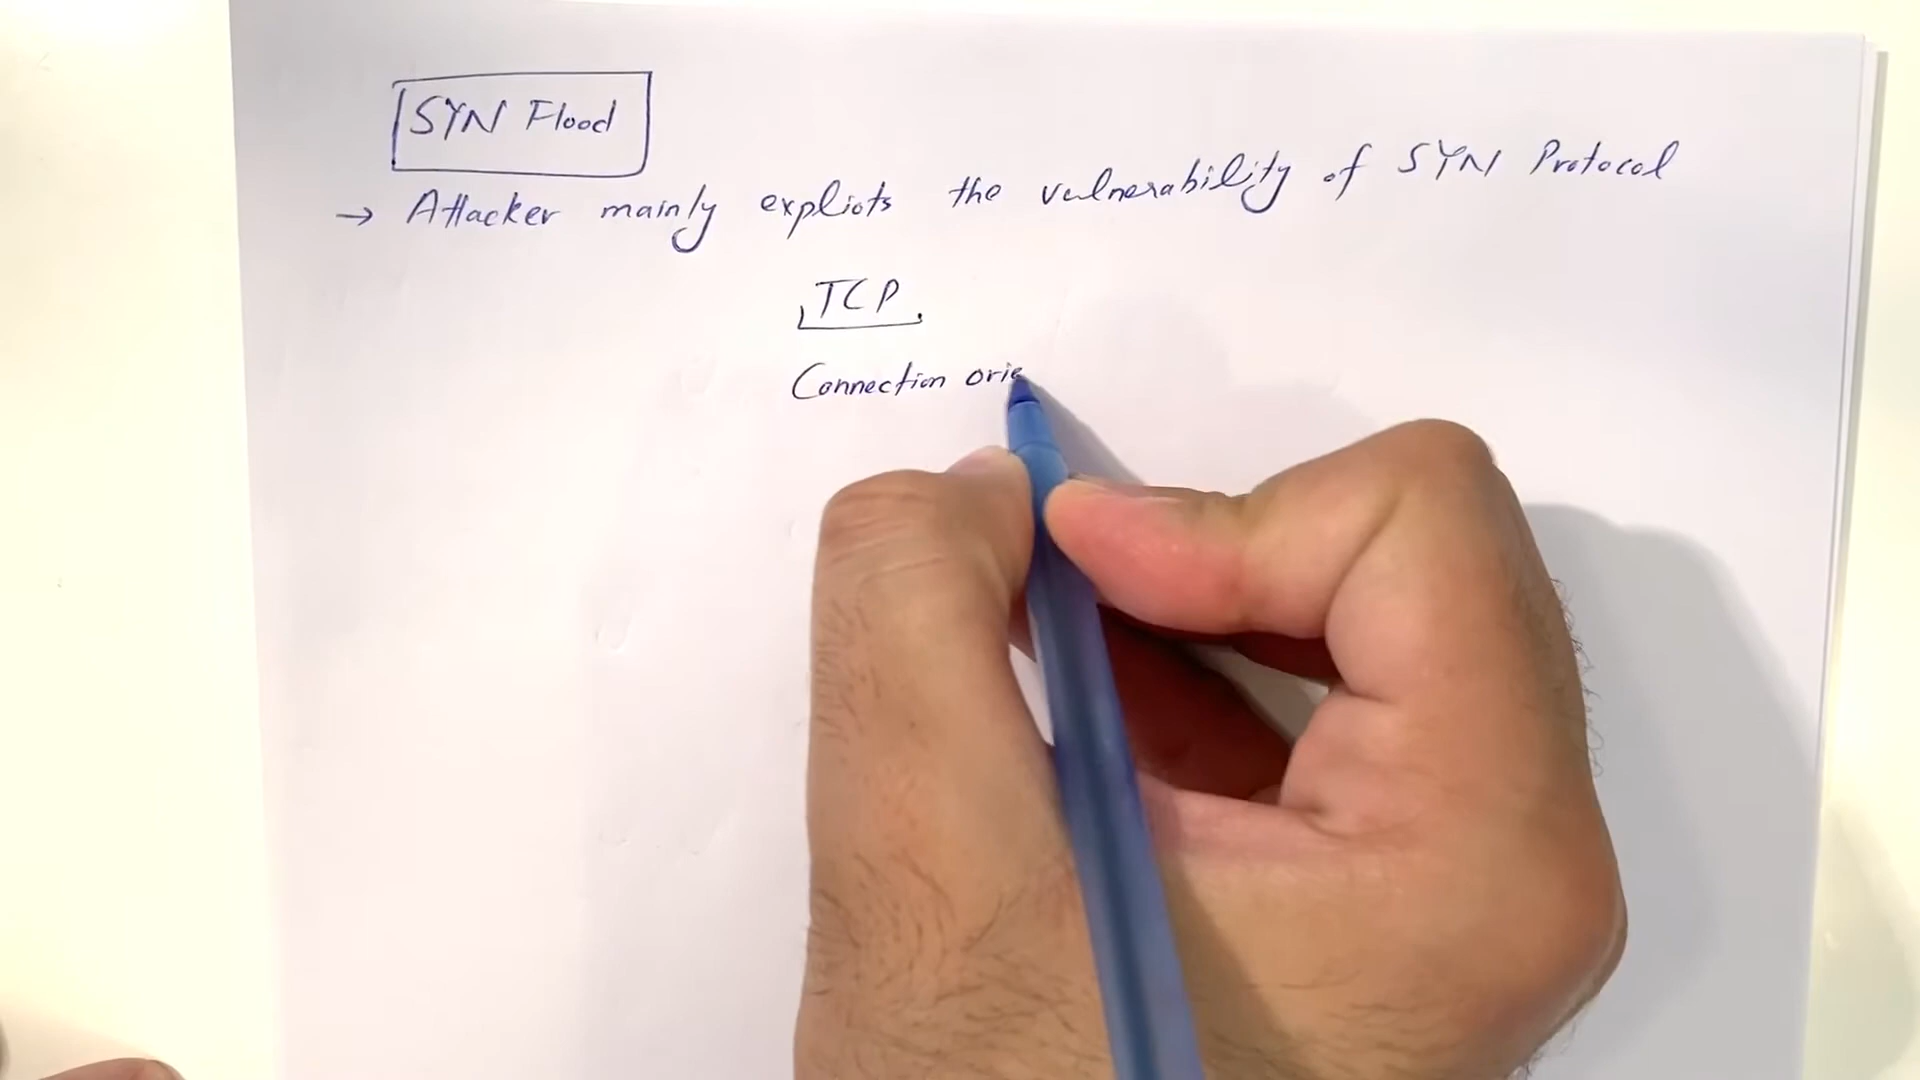 SYN Flood
→ Attacker mainly expliots the vulnerability of SYN Protocol
TCP
Connection orie